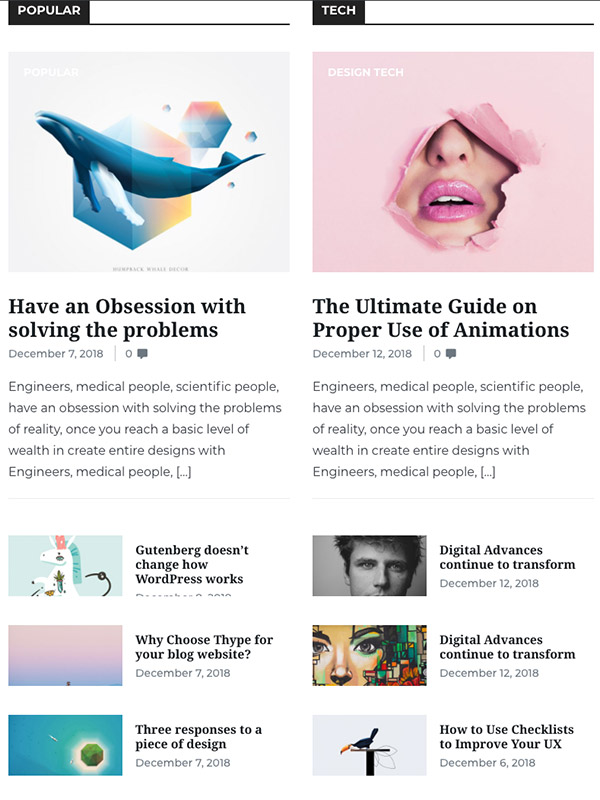 POPULAR
POPULAR
HUMPBACK WHALE DECOR
Have an Obsession with
solving the problems
December 7, 2018 0
Engineers, medical people, scientific people,
have an obsession with solving the problems
of reality, once you reach a basic level of
wealth in create entire designs with
Engineers, medical people, [...]
Gutenberg doesn't
change how
WordPress works
Why Choose Thype for
your blog website?
December 7, 2018
Three responses to a
piece of design
December 7, 2018
TECH
DESIGN TECH
The Ultimate Guide on
Proper Use of Animations
December 12, 2018 0
Engineers, medical people, scientific people,
have an obsession with solving the problems
of reality, once you reach a basic level of
wealth in create entire designs with
Engineers, medical people, [...]
Digital Advances
continue to transform
December 12, 2018
Digital Advances
continue to transform
December 12, 2018
How to Use Checklists
to Improve Your UX
December 6, 2018